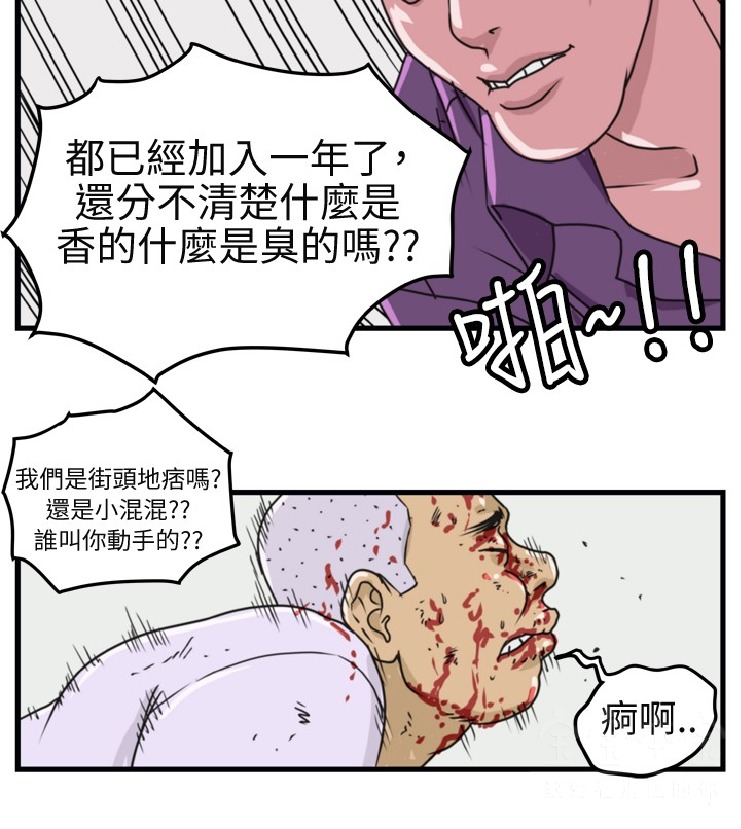 都已經加入一年了，
還分不清楚什麼是
香的什麼是臭的嗎??
啪~!!
我們是街頭地痞嗎?
還是小混混??
誰叫你動手的??
痾啊..